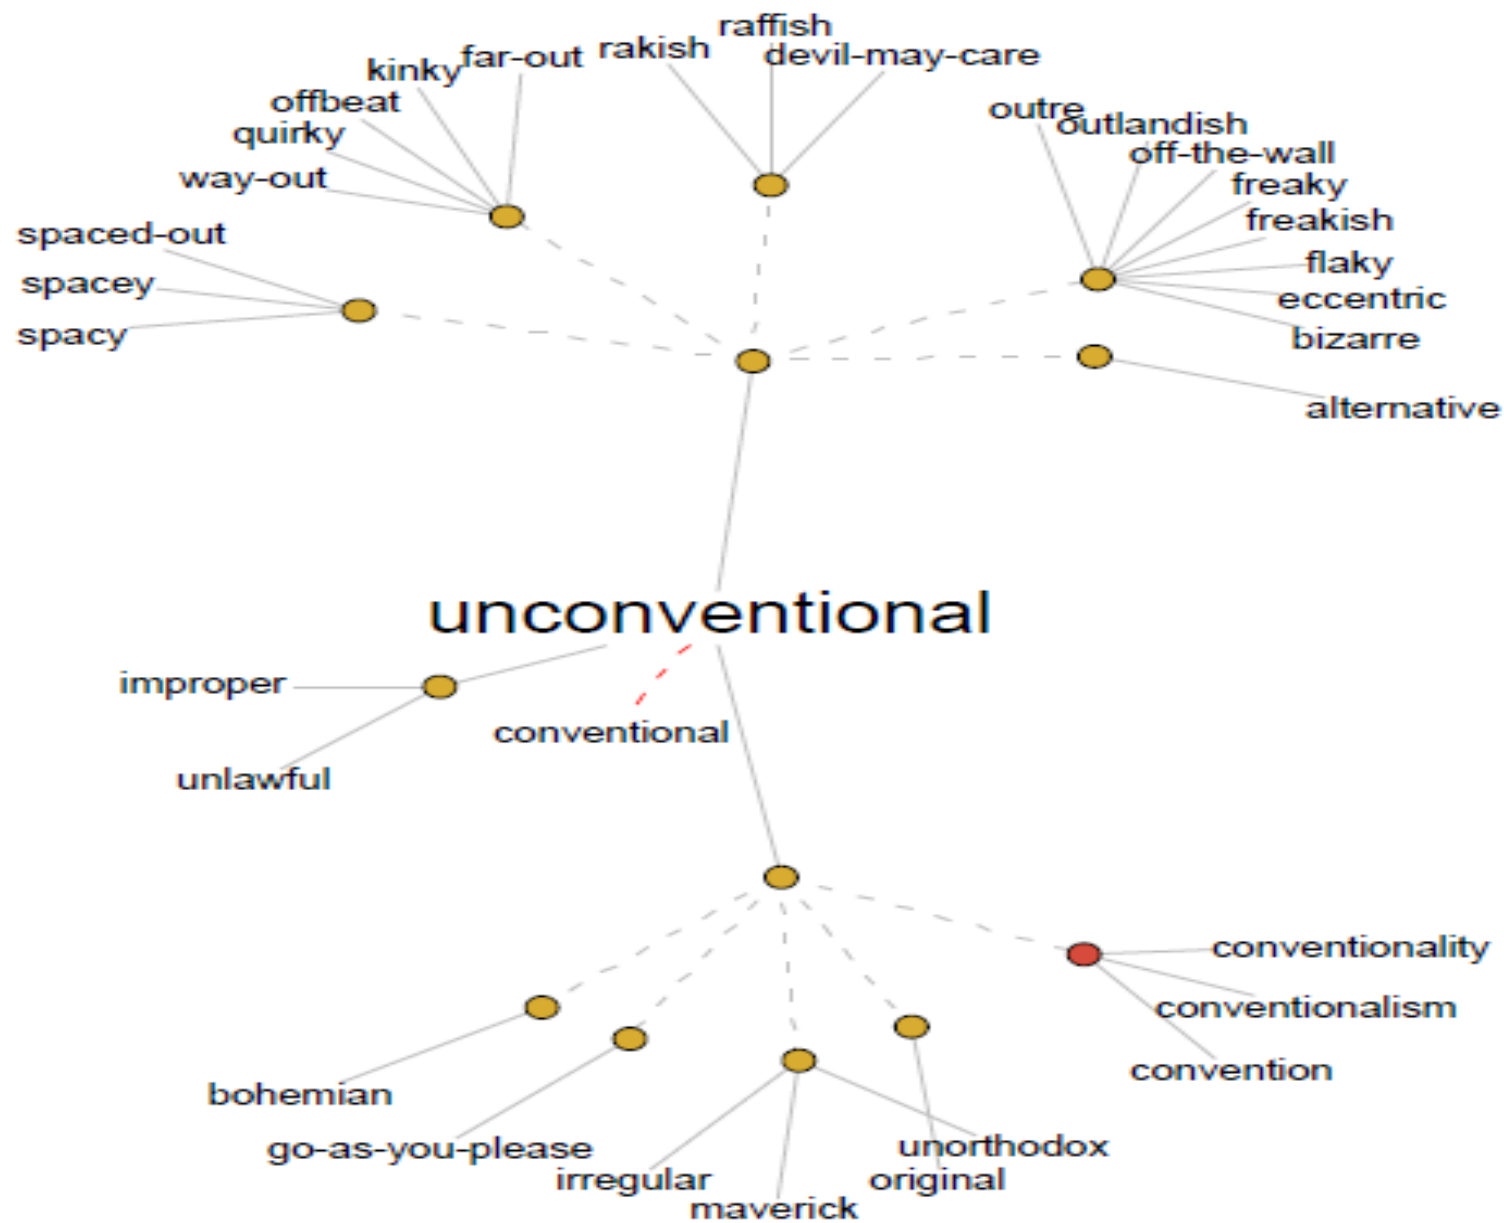 raffish
rakish
devil-may-care
far-out
kinky
offbeat
quirky
way-out
outre
outlandish
off-the-wall
freaky
freakish
flaky
eccentric
bizarre
alternative
spaced-out
spacey
spacy
unconventional
improper
conventional
unlawful
conventionality
conventionalism
convention
bohemian
go-as-you-please
unorthodox
irregular
original
maverick